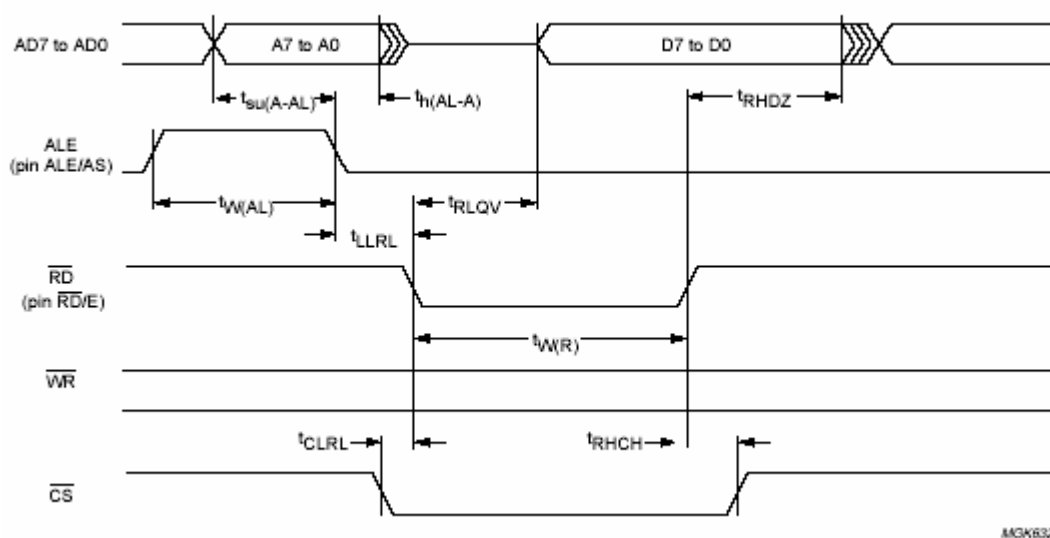 AD7 to AD0
A7 to A0
D7 to D0
tsu(A-AL)
th(AL-A)
tRHDZ
ALE
(pin ALE/AS)
tW(AL)
tRLQV
tLLRL
RD
(pin RD/E)
tW(R)
WR
tCLRL
tRHCH
CS
MGK632